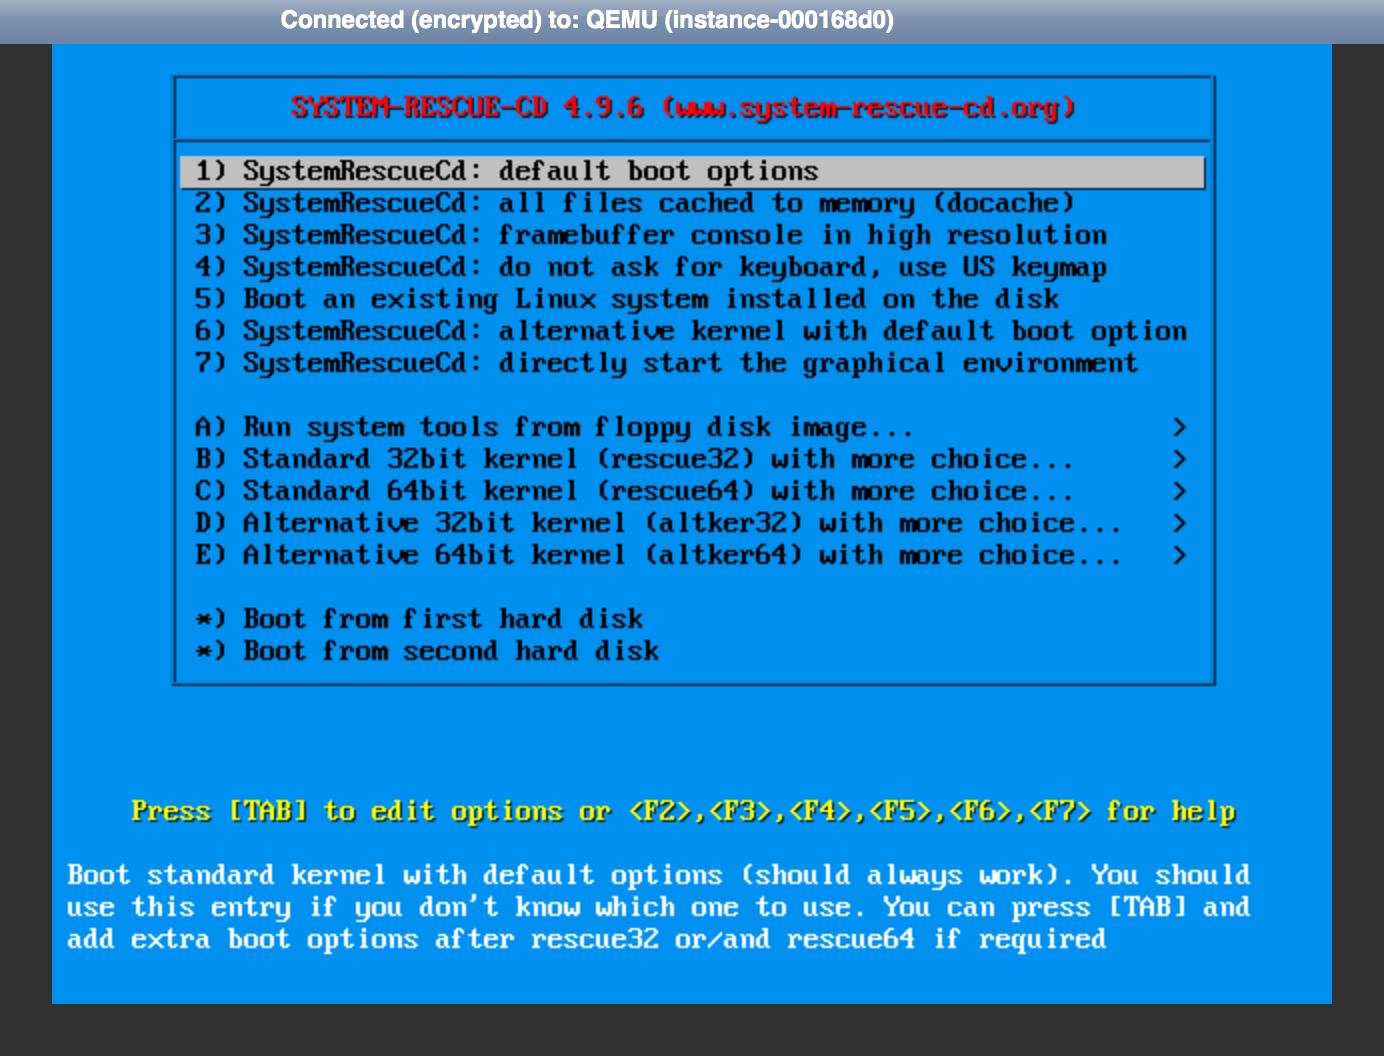 Connected (encrypted) to: QEMU (instance-000168d0)
SYSTEM-RESCUE-CD 4.9.6 (www.system-rescue-cd.org)
1) SystemRescueCd: default boot options
2) SystemRescueCd: all files cached to memory (docache)
3) SystemRescueCd: framebuffer console in high resolution
4) SystemRescueCd: do not ask for keyboard, use US keymap
5) Boot an existing Linux system installed on the disk
6) SystemRescueCd: alternative kernel with default boot option
7) SystemRescueCd: directly start the graphical environment
A) Run system tools from floppy disk image... >
B) Standard 32bit kernel (rescue32) with more choice... >
C) Standard 64bit kernel (rescue64) with more choice... >
D) Alternative 32bit kernel (altker32) with more choice... >
E) Alternative 64bit kernel (altker64) with more choice... >
*) Boot from first hard disk
*) Boot from second hard disk
Press [TAB] to edit options or <F2>,<F3>,<F4>,<F5>,<F6>,<F7> for help
Boot standard kernel with default options (should always work). You should
use this entry if you don't know which one to use. You can press [TAB] and
add extra boot options after rescue32 or/and rescue64 if required